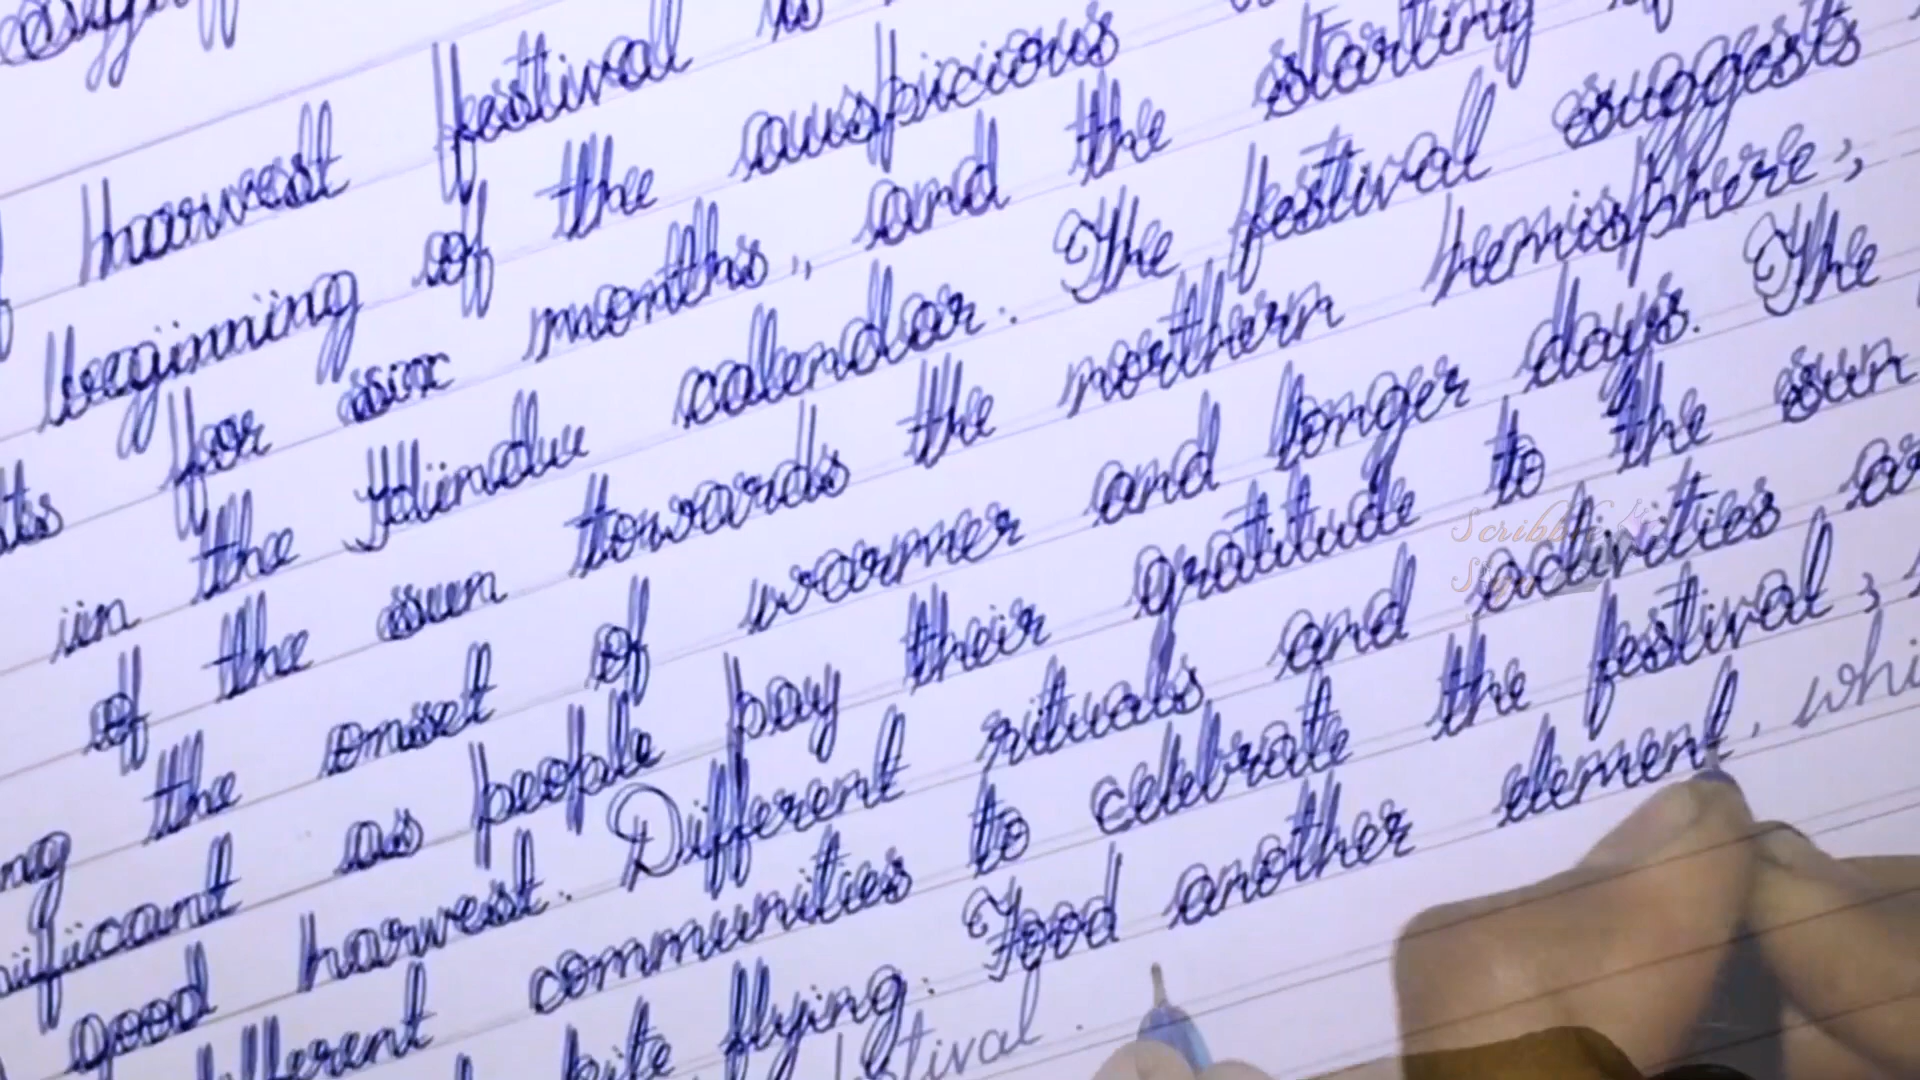 harvest festival is
beginning of the auspicious
for six months, and the starting of
in the Hindu calendar. The festival suggests
of the sun towards the northern hemisphere,
the onset of warmer and longer days. The
as people pay their gratitude to the sun
good harvest. Different rituals and activities
communities to celebrate the festival,
kite flying. Food another element, whi
festival.
Scribble